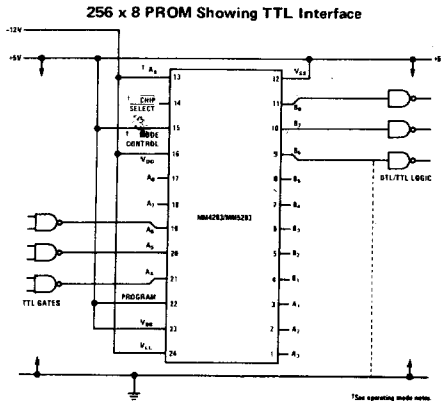 256 x 8 PROM Showing TTL Interface
-12V
+5V
† A9
13
† CHIP
SELECT
14
15
† MODE
CONTROL
VDD
16
A8
17
A7
18
A6
19
A5
20
A4
21
PROGRAM
22
VBB
23
VLL
24
TTL GATES
MM4203/MM5203
VSS
12
11
B8
10
B7
9
B6
8
B5
7
B4
6
B3
5
B2
4
B1
3
A1
2
A2
1
A3
DTL/TTL LOGIC
†See operating mode notes.